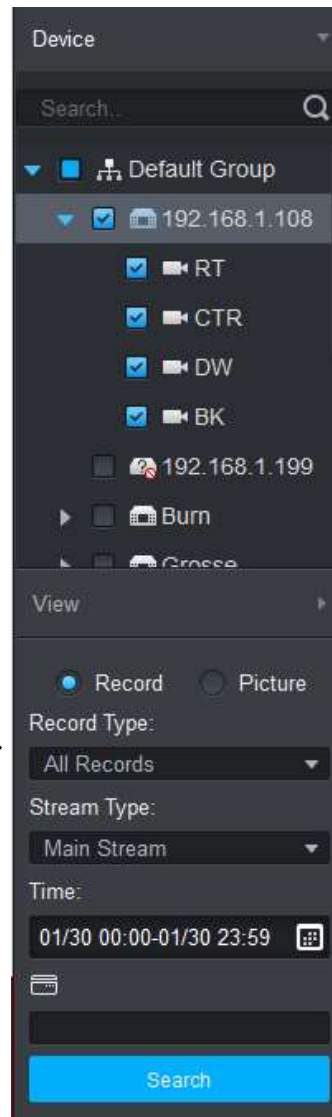 Device
Search..
Default Group
192.168.1.108
RT
CTR
DW
BK
192.168.1.199
Burn
Grosse
View
Record Picture
Record Type:
All Records
Stream Type:
Main Stream
Time:
01/30 00:00-01/30 23:59
Search